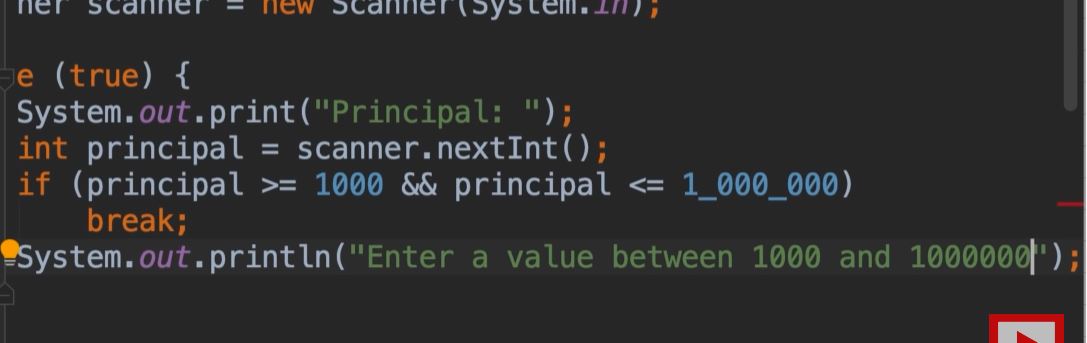 ner scanner = new Scanner(System.in);
e (true) {
System.out.print("Principal: ");
int principal = scanner.nextInt();
if (principal >= 1000 && principal <= 1_000_000)
break;
System.out.println("Enter a value between 1000 and 1000000");